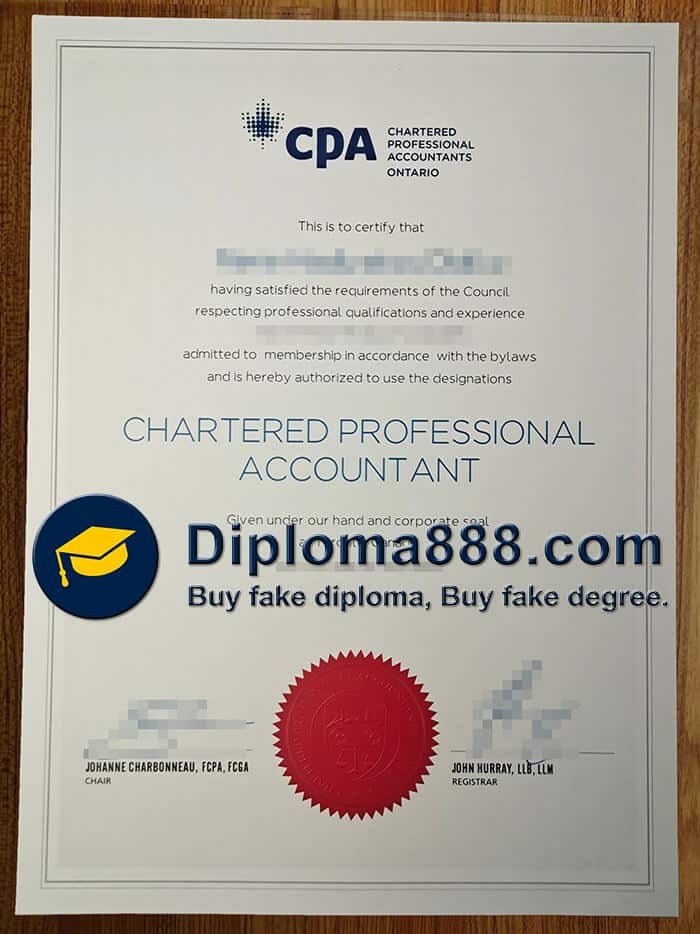 CPA
CHARTERED
PROFESSIONAL
ACCOUNTANTS
ONTARIO
This is to certify that
having satisfied the requirements of the Council
respecting professional qualifications and experience
admitted to membership in accordance with the bylaws
and is hereby authorized to use the designations
CHARTERED PROFESSIONAL
ACCOUNTANT
Given under our hand and corporate seal
Diploma888.com
Buy fake diploma, Buy fake degree.
JOHANNE CHARBONNEAU, FCPA, FCGA
CHAIR
JOHN HURRAY, LLB, LLM
REGISTRAR